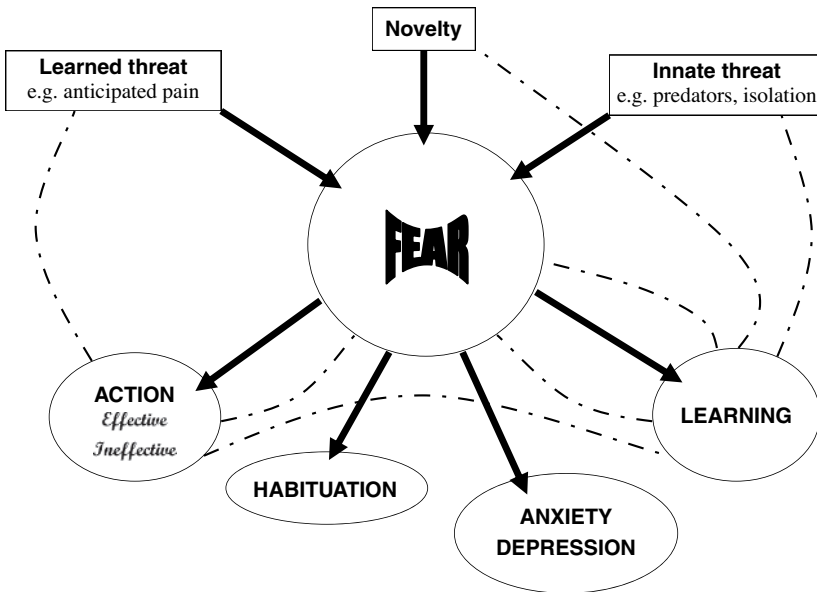 Novelty
Learned threat
e.g. anticipated pain
Innate threat
e.g. predators, isolation
FEAR
ACTION
Effective
Ineffective
LEARNING
HABITUATION
ANXIETY
DEPRESSION